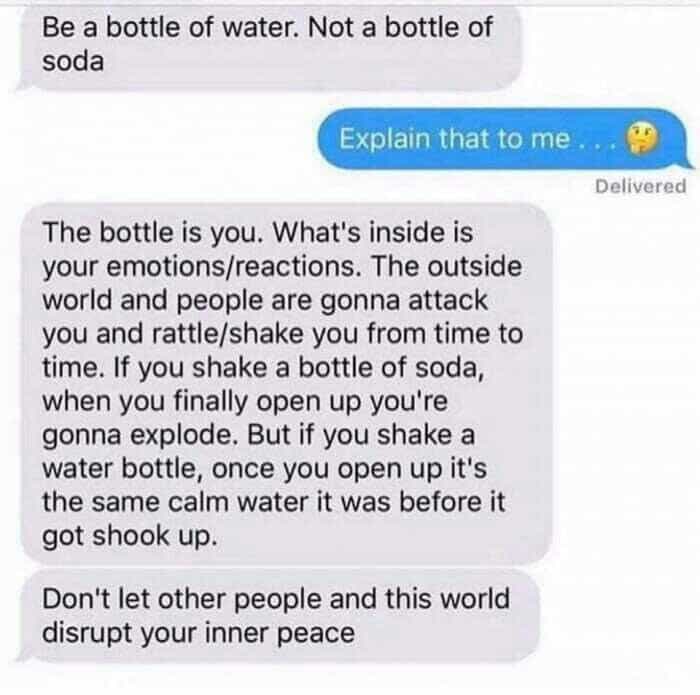 Be a bottle of water. Not a bottle of
soda
Explain that to me . . . 🤔
Delivered
The bottle is you. What's inside is
your emotions/reactions. The outside
world and people are gonna attack
you and rattle/shake you from time to
time. If you shake a bottle of soda,
when you finally open up you're
gonna explode. But if you shake a
water bottle, once you open up it's
the same calm water it was before it
got shook up.
Don't let other people and this world
disrupt your inner peace